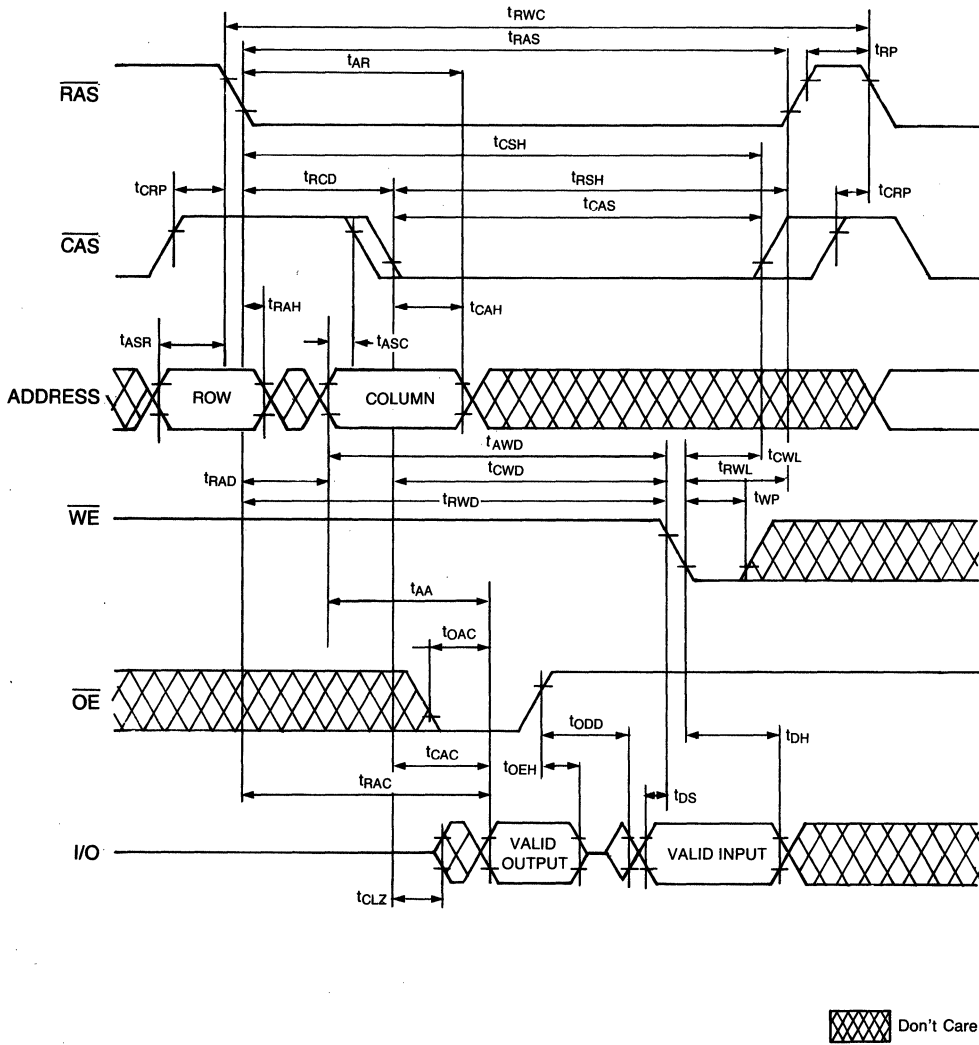 tRWC
tRAS
tRP
tAR
RAS
tCSH
tCRP
tRCD
tRSH
tCRP
tCAS
CAS
tRAH
tCAH
tASR
tASC
ADDRESS
ROW
COLUMN
tAWD
tCWL
tRAD
tCWD
tRWL
tRWD
tWP
WE
tAA
tOAC
OE
tODD
tDH
tCAC
tOEH
tRAC
tDS
I/O
VALID OUTPUT
VALID INPUT
tCLZ
Don't Care